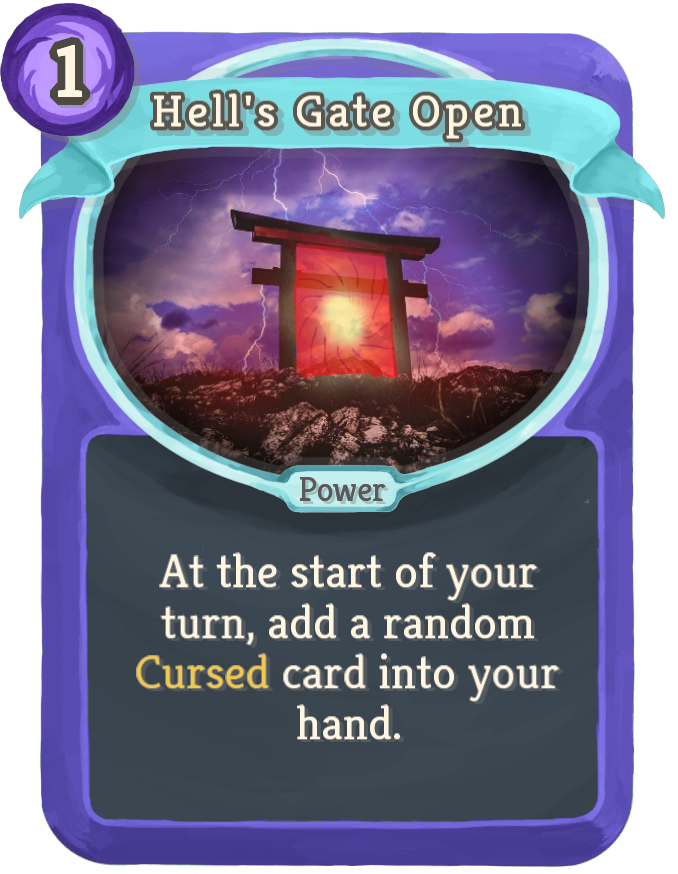 1
Hell's Gate Open
Power
At the start of your
turn, add a random
Cursed card into your
hand.